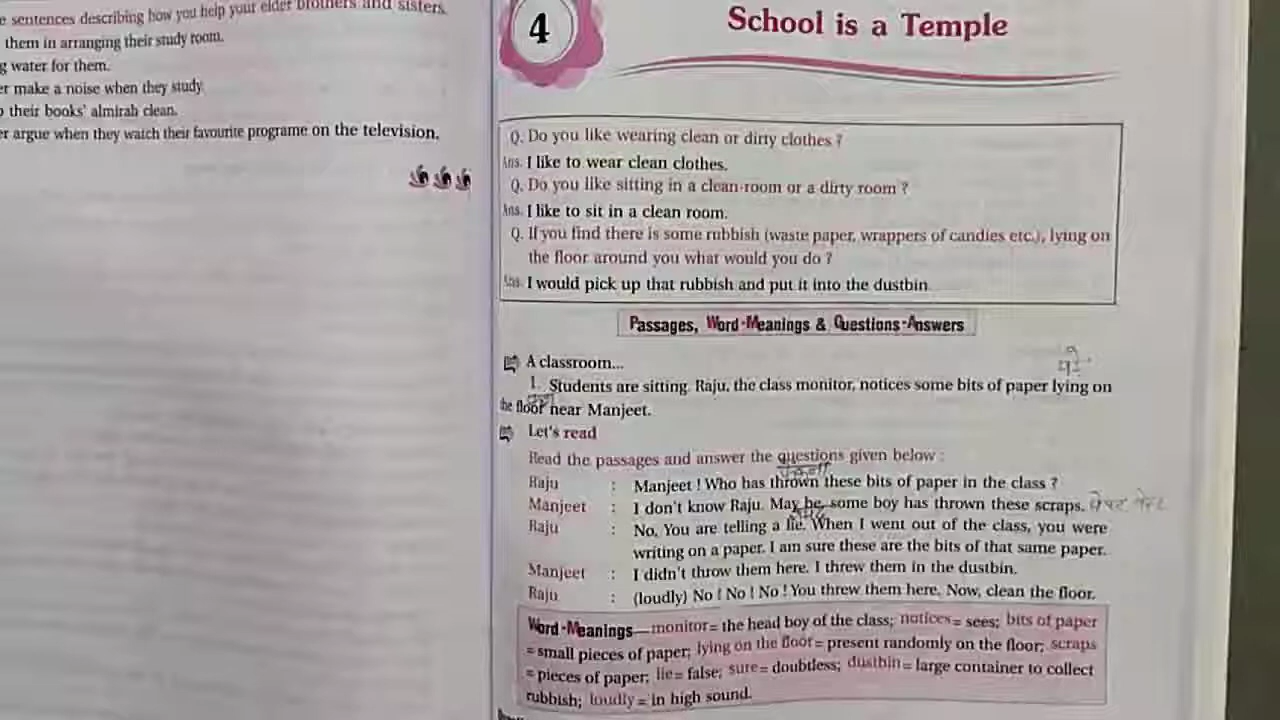 e sentences describing how you help your elder brothers and sisters.
them in arranging their study room.
g water for them.
er make a noise when they study
their books' almirah clean.
er argue when they watch their favourite programe on the television.
4
School is a Temple
Q. Do you like wearing clean or dirty clothes ?
Ans. I like to wear clean clothes.
Q. Do you like sitting in a clean-room or a dirty room ?
Ans. I like to sit in a clean room.
Q. If you find there is some rubbish (waste paper, wrappers of candies etc.), lying on
the floor around you what would you do ?
Ans. I would pick up that rubbish and put it into the dustbin
Passages, Word-Meanings & Questions-Answers
A classroom...
1. Students are sitting. Raju, the class monitor, notices some bits of paper lying on
the floor near Manjeet.
Let's read
Read the passages and answer the questions given below :
Raju : Manjeet ! Who has thrown these bits of paper in the class ?
Manjeet : I don't know Raju. May be, some boy has thrown these scraps.
Raju : No, You are telling a lie. When I went out of the class, you were
writing on a paper. I am sure these are the bits of that same paper.
Manjeet : I didn't throw them here. I threw them in the dustbin.
Raju : (loudly) No ! No ! No ! You threw them here. Now, clean the floor.
Word-Meanings—monitor= the head boy of the class; notices= sees; bits of paper
= small pieces of paper; lying on the floor= present randomly on the floor; scraps
= pieces of paper; lie= false; sure= doubtless; dustbin= large container to collect
rubbish; loudly= in high sound.